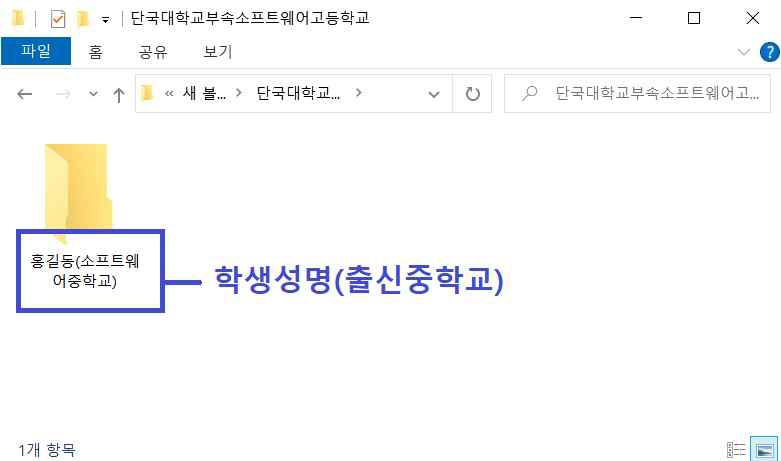 단국대학교부속소프트웨어고등학교
파일 홈 공유 보기
« 새 볼... 단국대학교... 단국대학교부속소프트웨어고...
홍길동(소프트웨
어중학교)
학생성명(출신중학교)
1개 항목